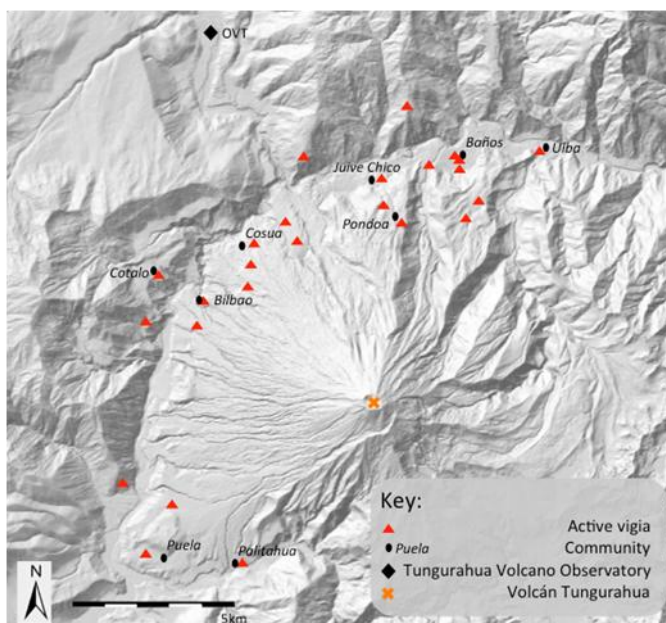 OVT
Baños
Ulba
Juive Chico
Pondoa
Cosua
Cotalo
Bilbao
Key:
Active vigia
Puela Community
Tungurahua Volcano Observatory
Volcán Tungurahua
Puela
Palitahua
N
5km